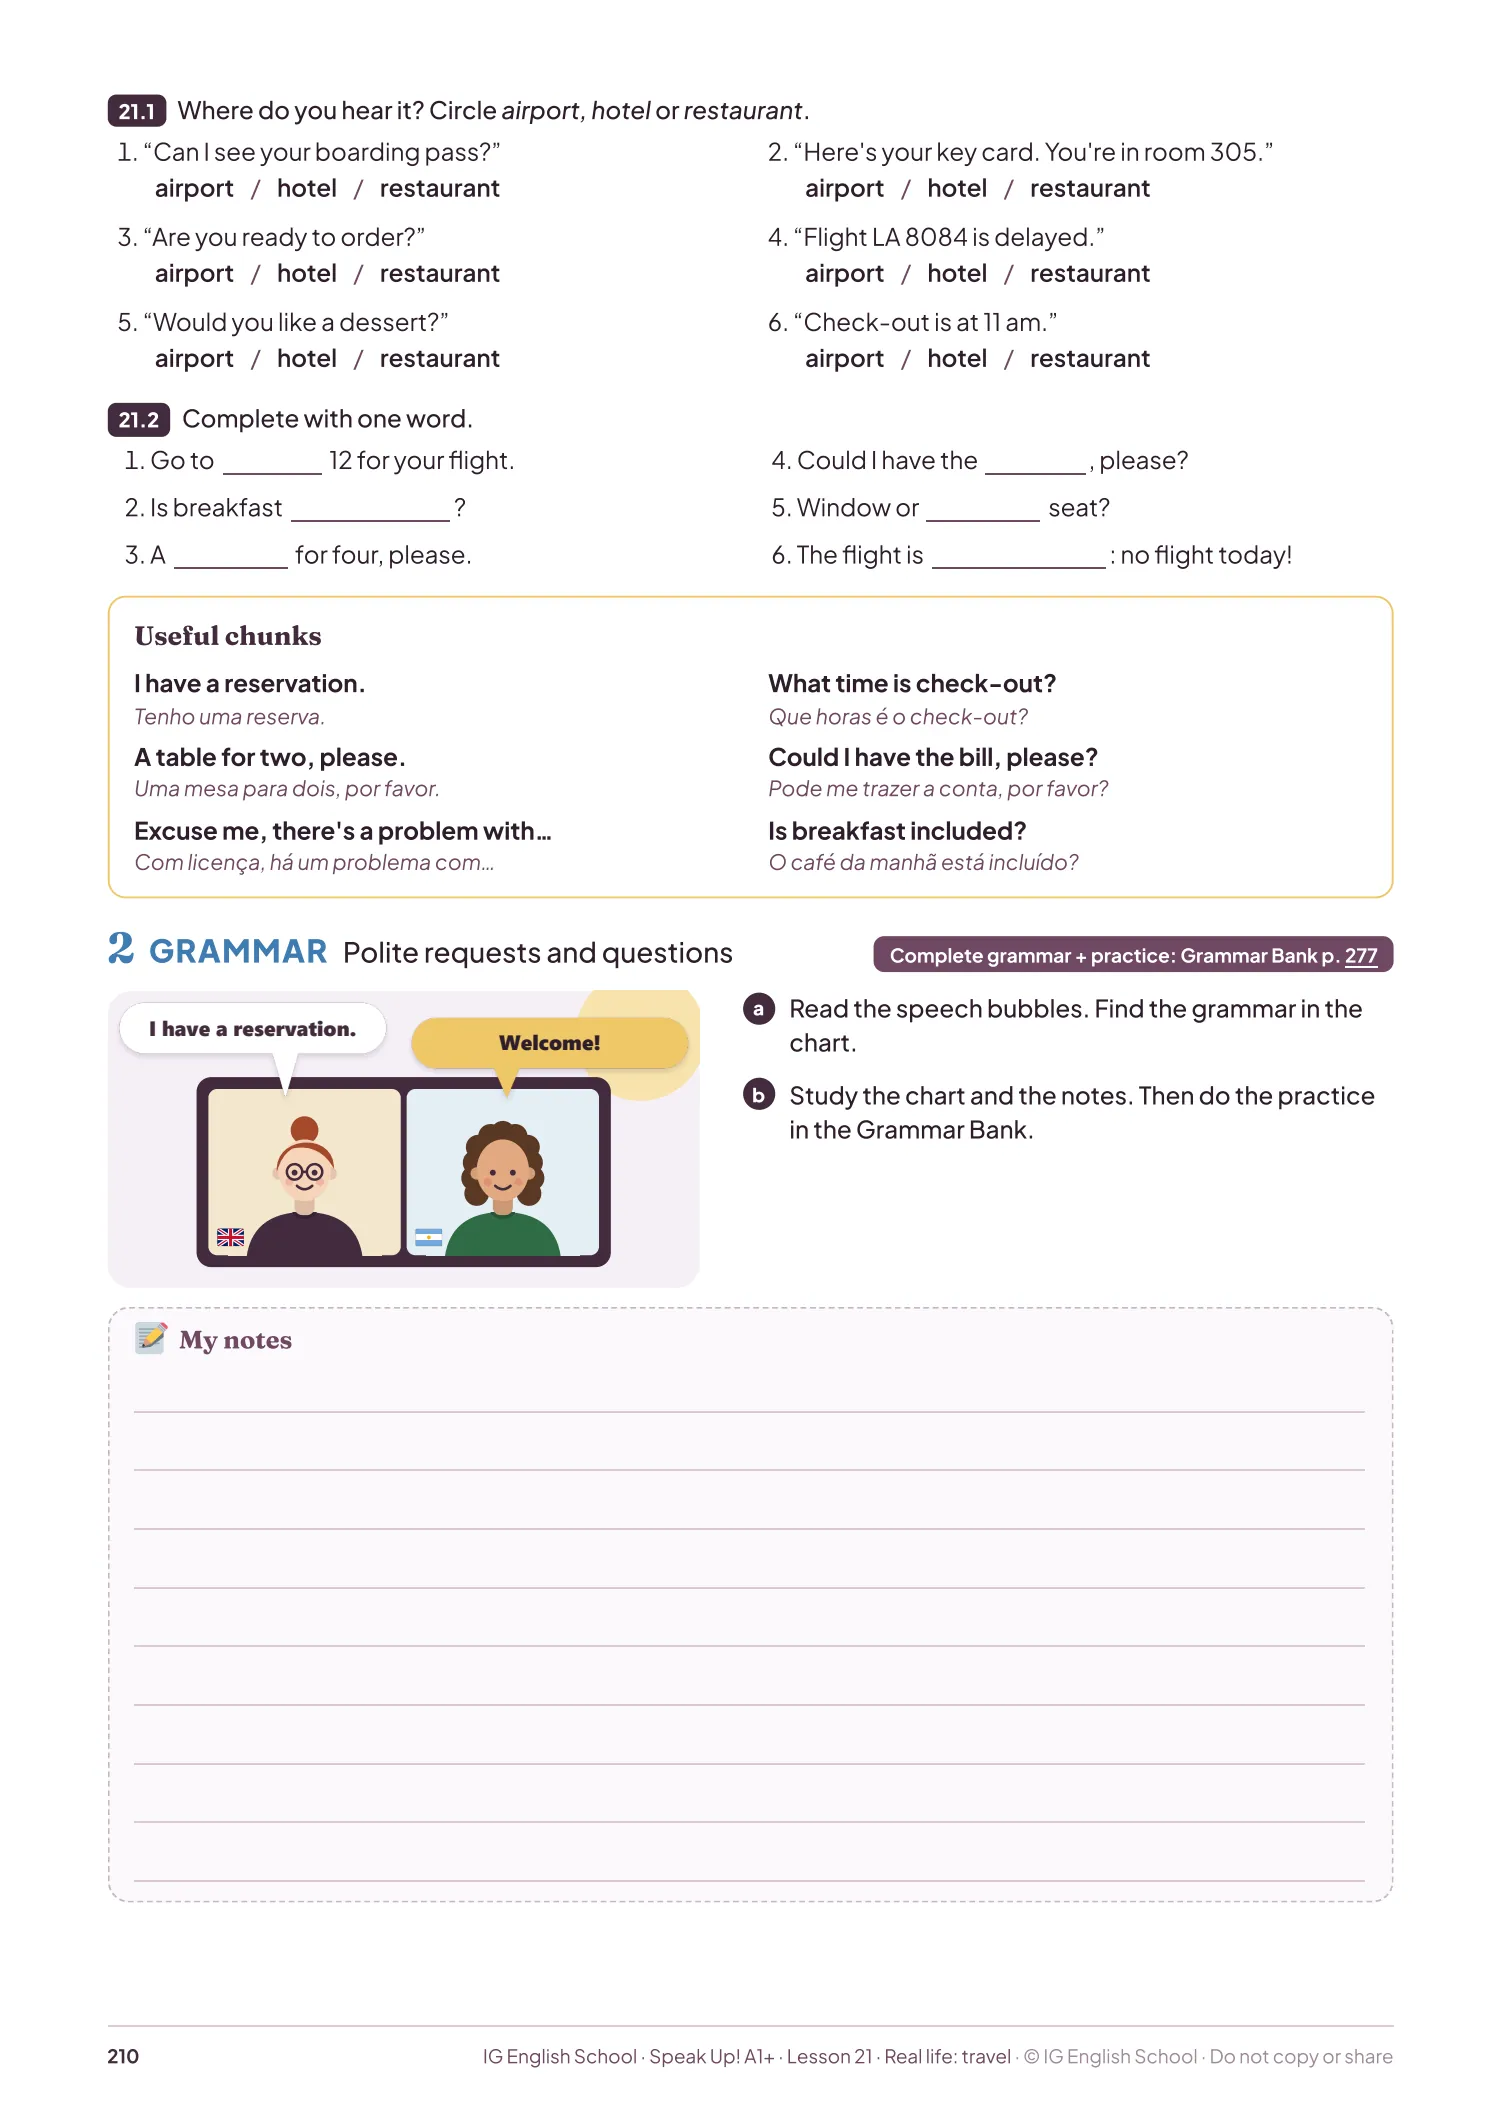 21.1 Where do you hear it? Circle airport, hotel or restaurant.
1. “Can I see your boarding pass?”
airport / hotel / restaurant
2. “Here's your key card. You're in room 305.”
airport / hotel / restaurant
3. “Are you ready to order?”
airport / hotel / restaurant
4. “Flight LA 8084 is delayed.”
airport / hotel / restaurant
5. “Would you like a dessert?”
airport / hotel / restaurant
6. “Check-out is at 11 am.”
airport / hotel / restaurant
21.2 Complete with one word.
1. Go to ________ 12 for your flight.
2. Is breakfast ____________ ?
3. A ________ for four, please.
4. Could I have the ________ , please?
5. Window or ________ seat?
6. The flight is ____________ : no flight today!
Useful chunks
I have a reservation.
Tenho uma reserva.
A table for two, please.
Uma mesa para dois, por favor.
Excuse me, there's a problem with…
Com licença, há um problema com…
What time is check-out?
Que horas é o check-out?
Could I have the bill, please?
Pode me trazer a conta, por favor?
Is breakfast included?
O café da manhã está incluído?
2 GRAMMAR Polite requests and questions
Complete grammar + practice: Grammar Bank p. 277
I have a reservation.
Welcome!
a Read the speech bubbles. Find the grammar in the
chart.
b Study the chart and the notes. Then do the practice
in the Grammar Bank.
My notes
210
IG English School · Speak Up! A1+ · Lesson 21 · Real life: travel · © IG English School · Do not copy or share